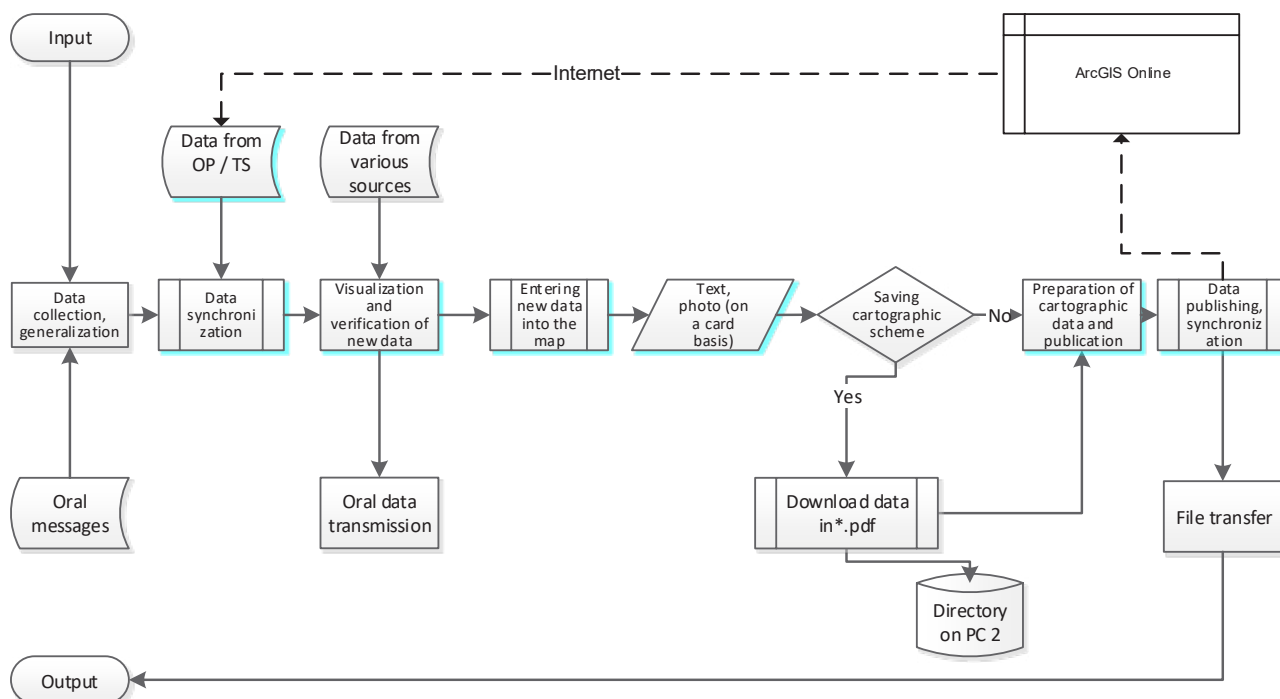 Input
Internet
ArcGIS Online
Data from
OP / TS
Data from
various
sources
Data
collection,
generalization
Data
synchroni
zation
Visualization
and
verification of
new data
Entering
new data
into the
map
Text,
photo (on
a card
basis)
Saving
cartographic
scheme
No
Preparation of
cartographic
data and
publication
Data
publishing,
synchroniz
ation
Yes
Oral
messages
Oral data
transmission
Download data
in*.pdf
File transfer
Directory
on PC 2
Output